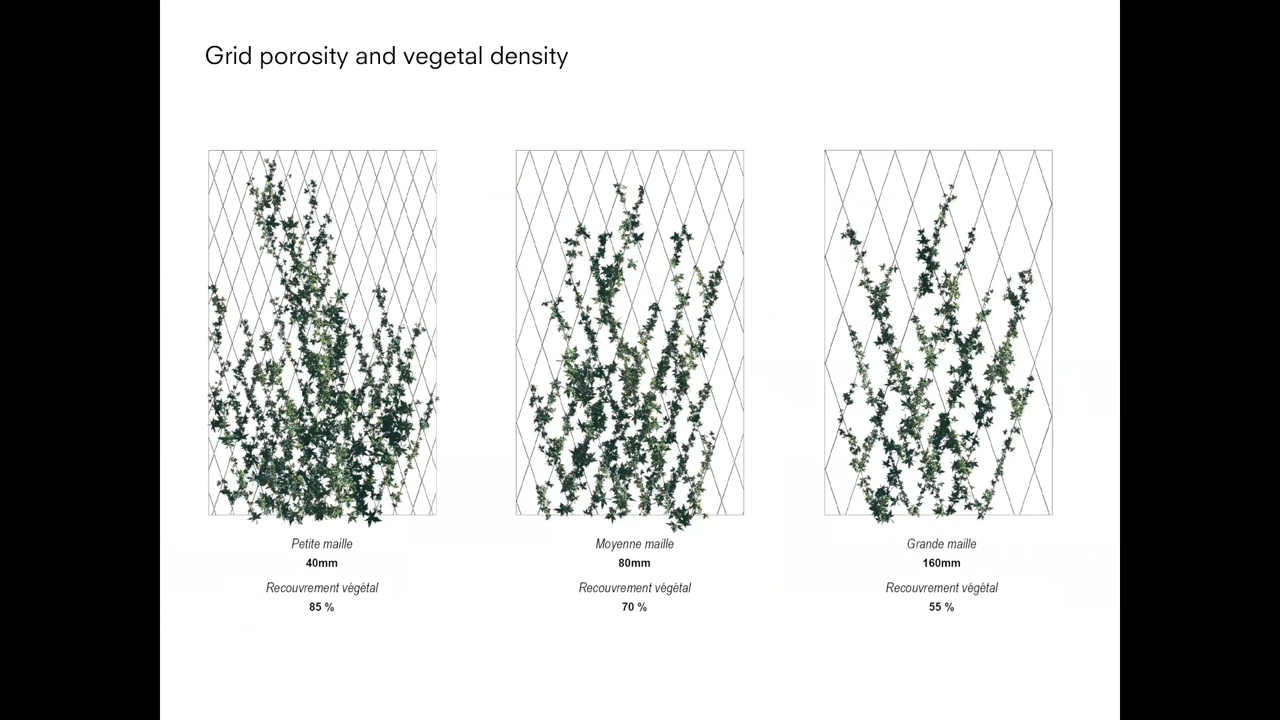 Grid porosity and vegetal density
Petite maille
40mm
Recouvrement végétal
85 %
Moyenne maille
80mm
Recouvrement végétal
70 %
Grande maille
160mm
Recouvrement végétal
55 %